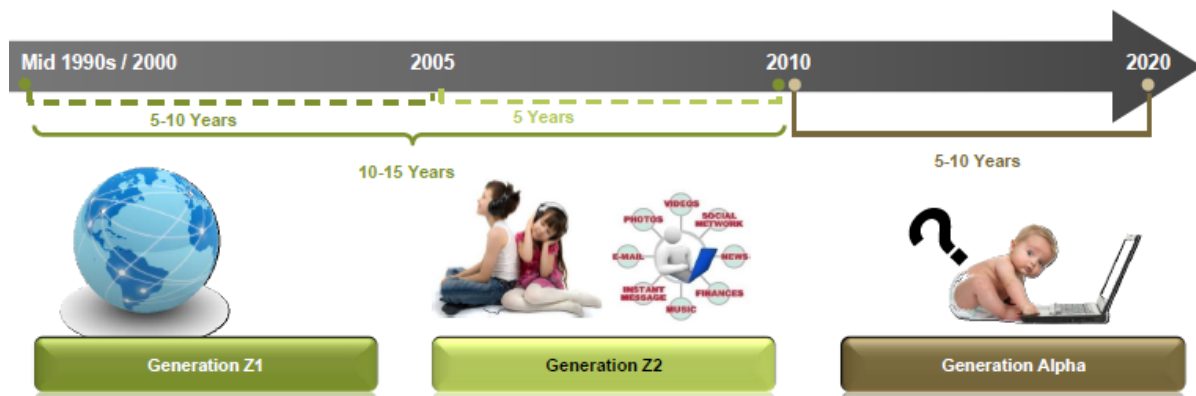 Mid 1990s / 2000
2005
2010
2020
5-10 Years
5 Years
10-15 Years
5-10 Years
VIDEOS
PHOTOS
SOCIAL
NETWORK
E-MAIL
NEWS
INSTANT
MESSAGE
FINANCES
MUSIC
?
Generation Z1
Generation Z2
Generation Alpha